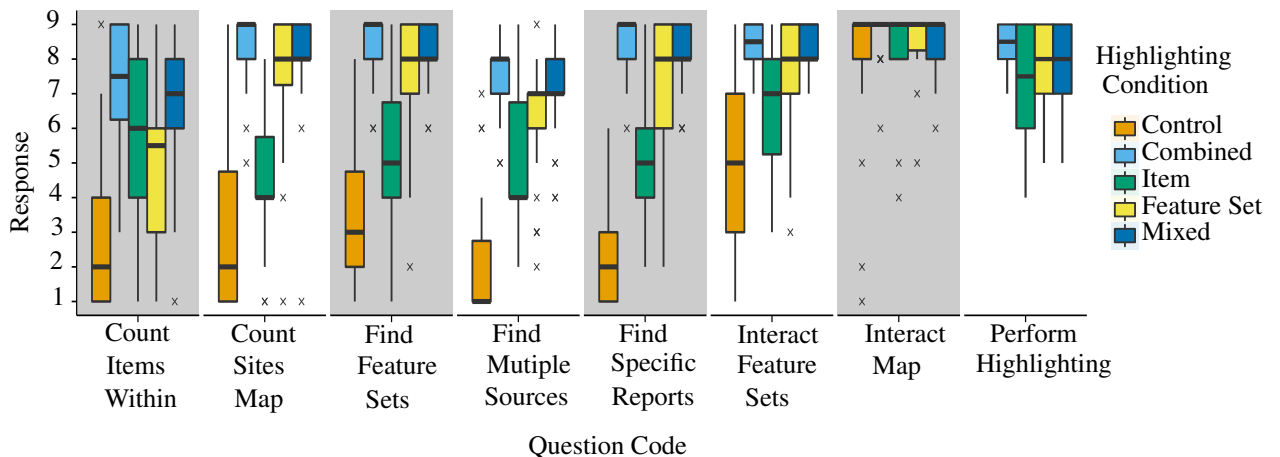 9
8
7
6
5
4
3
2
1
Response
Count
Items
Within
Count
Sites
Map
Find
Feature
Sets
Find
Mutiple
Sources
Find
Specific
Reports
Interact
Feature
Sets
Interact
Map
Perform
Highlighting
Question Code
Highlighting
Condition
Control
Combined
Item
Feature Set
Mixed